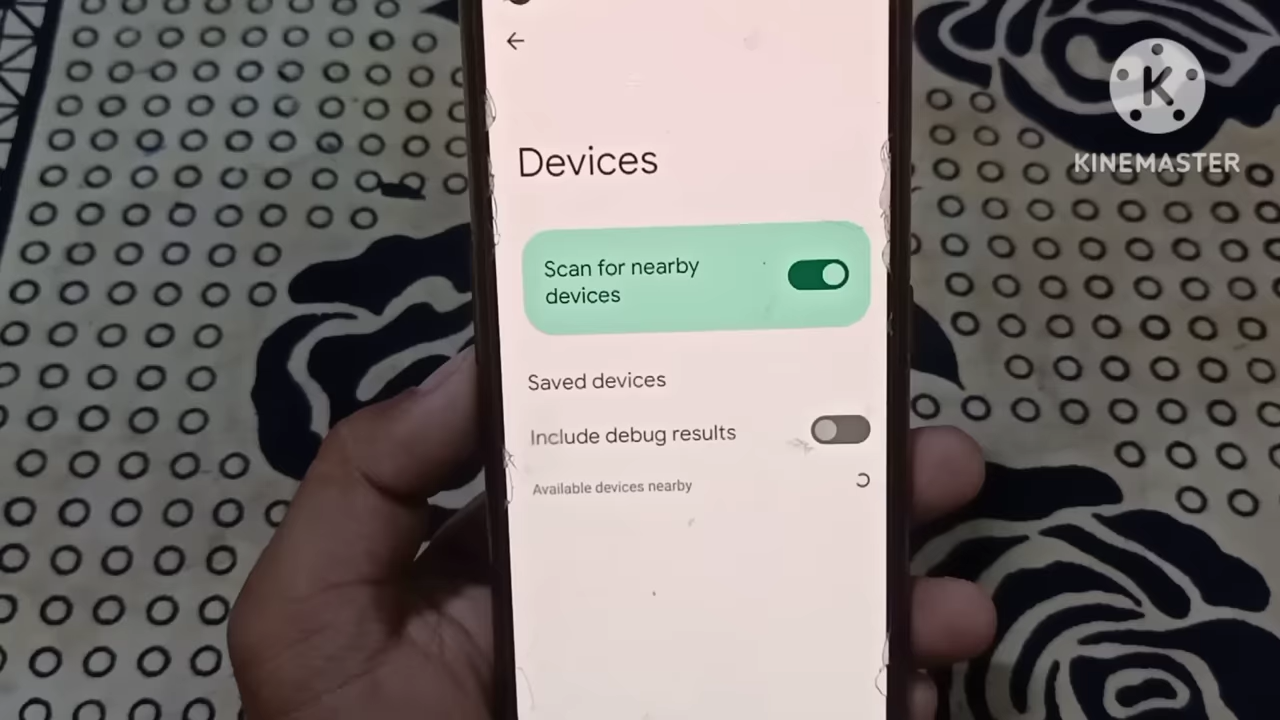 Devices
Scan for nearby
devices
Saved devices
Include debug results
Available devices nearby
K
KINEMASTER